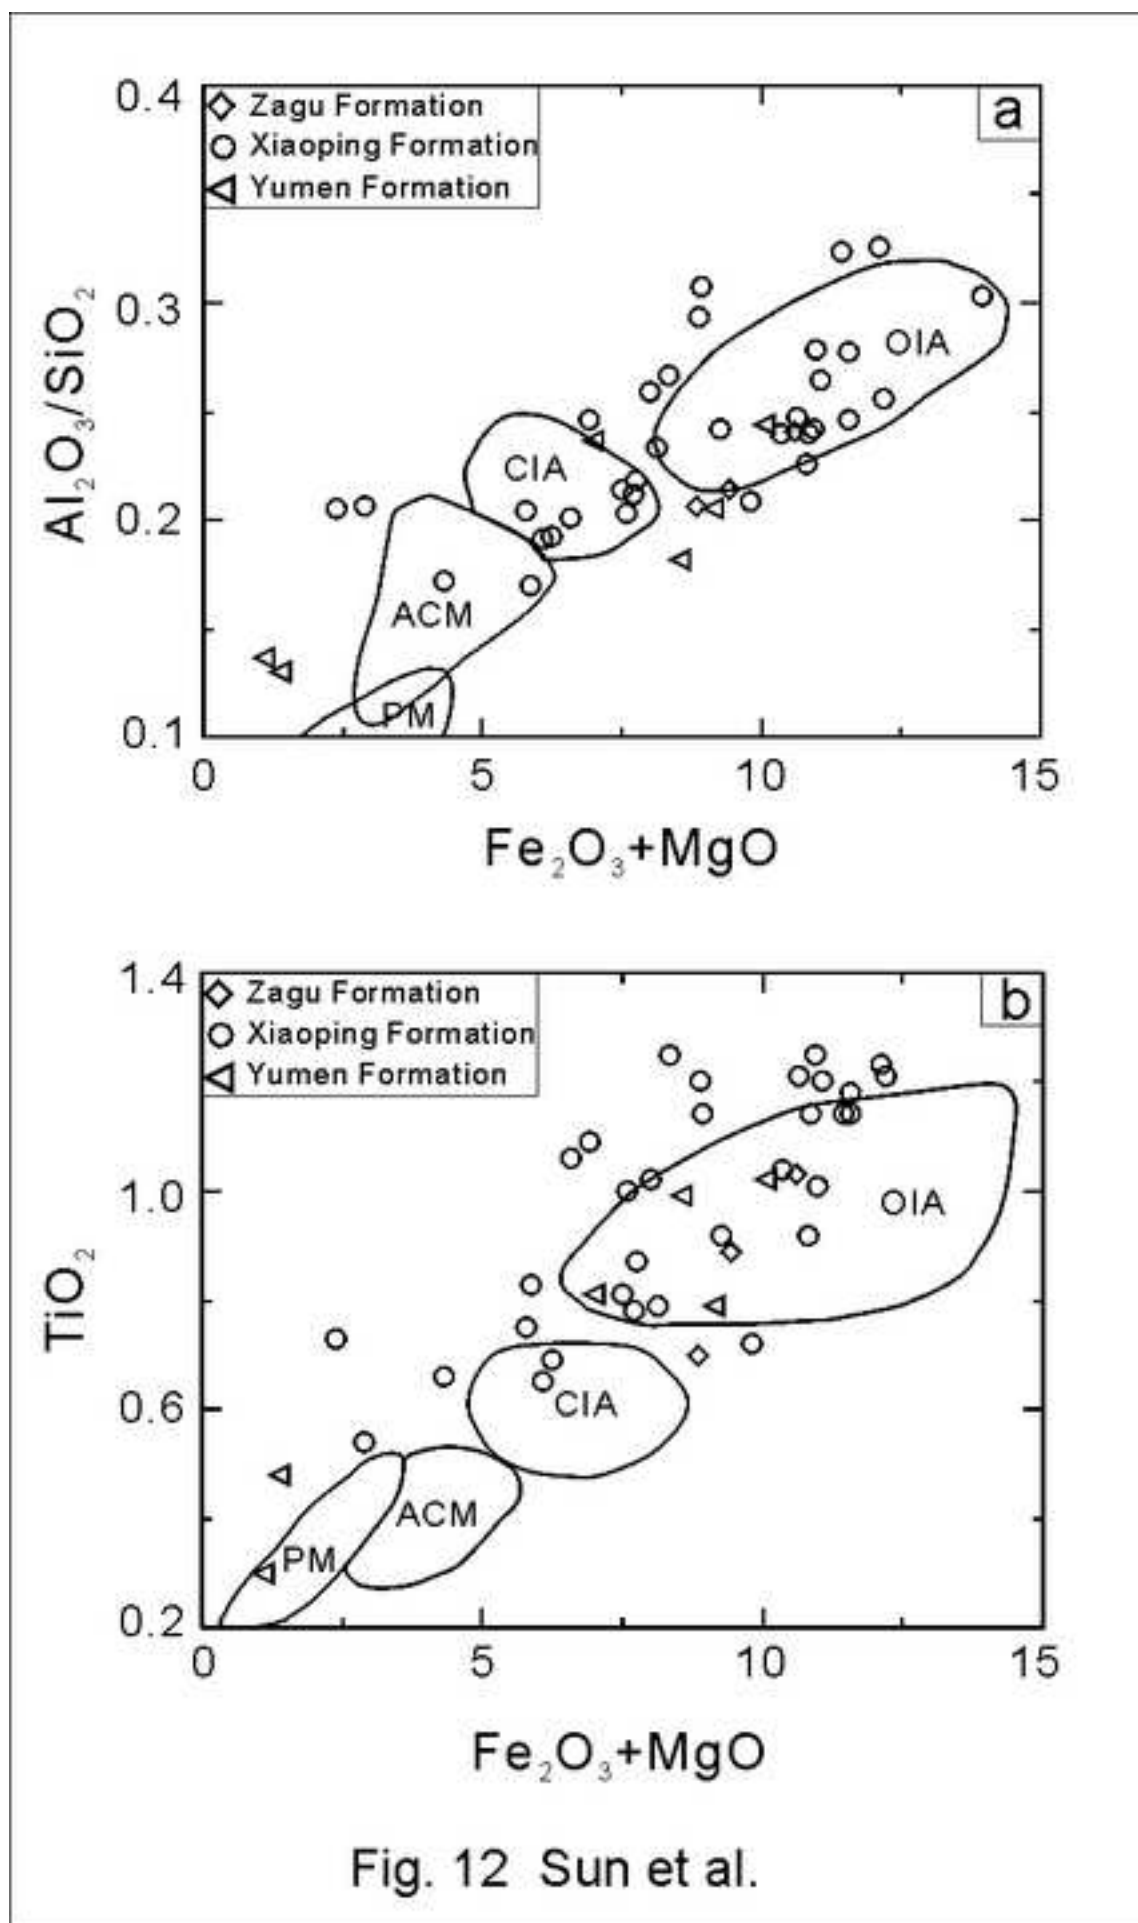 0.4
Zagu Formation
a
Xiaoping Formation
Yumen Formation
0.3
OIA
Al₂O₃/SiO₂
CIA
0.2
ACM
PM
0.1
0 5 10 15
Fe₂O₃+MgO
1.4
Zagu Formation
b
Xiaoping Formation
Yumen Formation
1.0
OIA
TiO₂
0.6
CIA
ACM
PM
0.2
0 5 10 15
Fe₂O₃+MgO
Fig. 12 Sun et al.